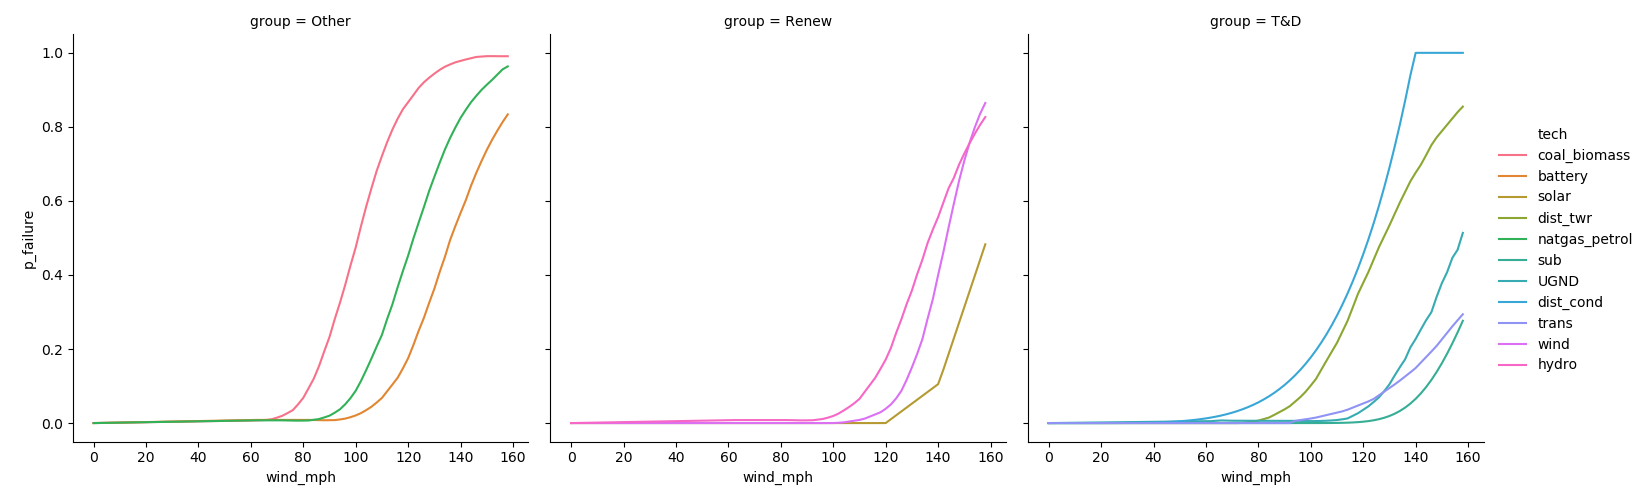 group = Other
group = Renew
group = T&D
p_failure
1.0
0.8
0.6
0.4
0.2
0.0
0 20 40 60 80 100 120 140 160
0 20 40 60 80 100 120 140 160
0 20 40 60 80 100 120 140 160
wind_mph
wind_mph
wind_mph
tech
coal_biomass
battery
solar
dist_twr
natgas_petrol
sub
UGND
dist_cond
trans
wind
hydro